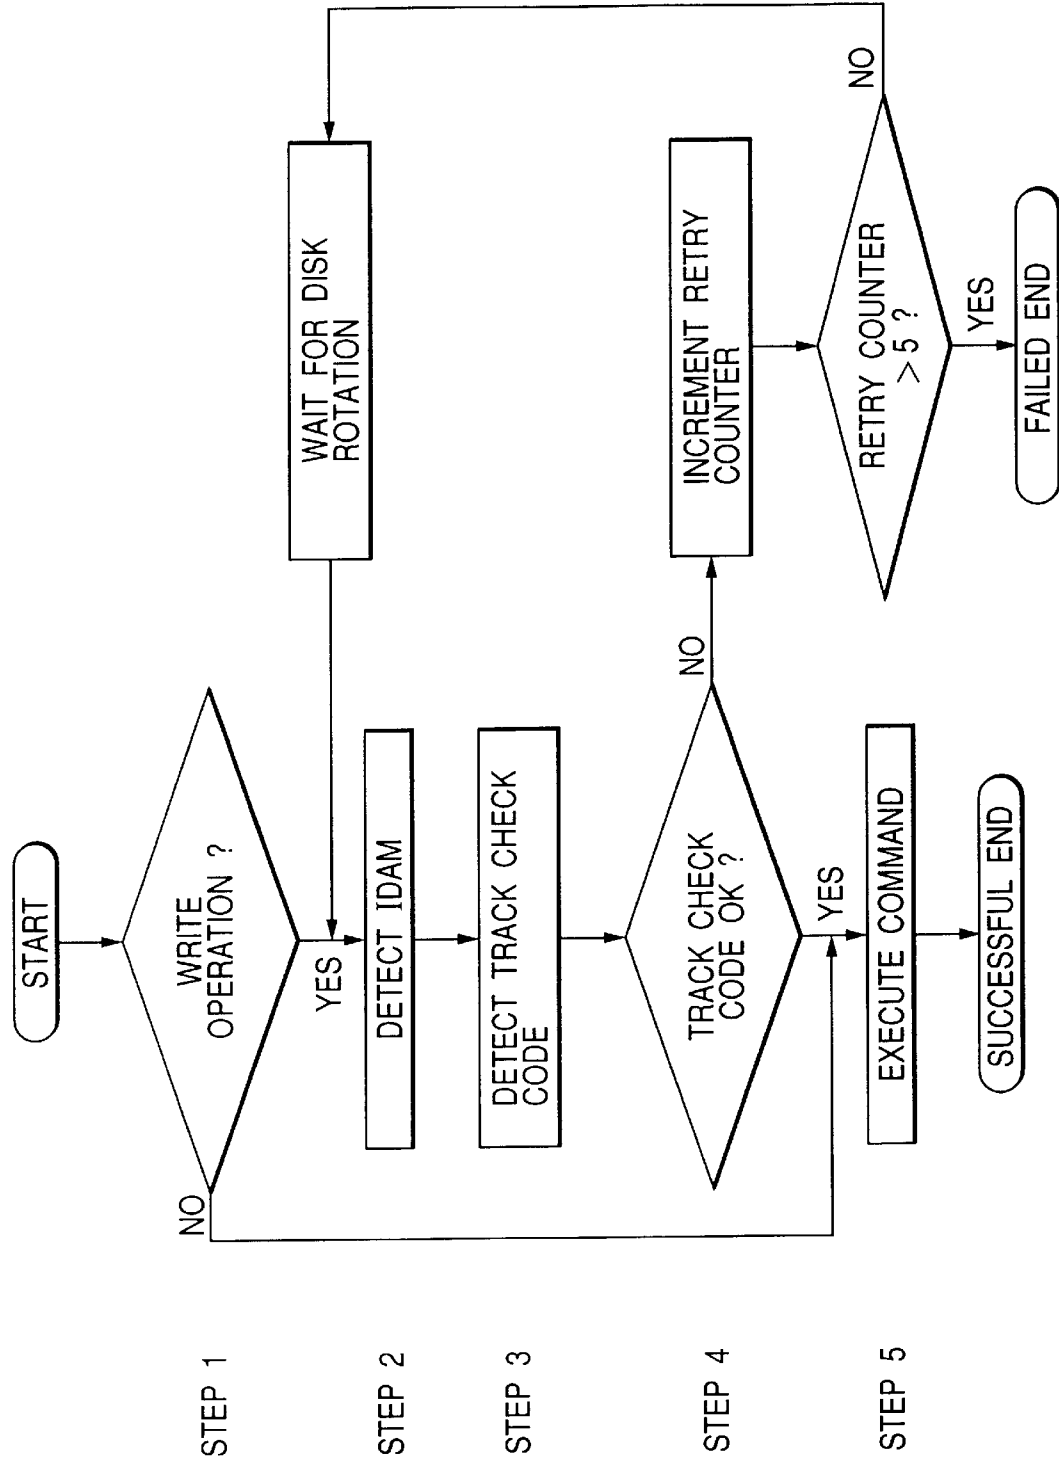 START
STEP 1
WRITE
OPERATION ?
NO
YES
WAIT FOR DISK
ROTATION
STEP 2
DETECT IDAM
STEP 3
DETECT TRACK CHECK
CODE
STEP 4
TRACK CHECK
CODE OK ?
NO
YES
INCREMENT RETRY
COUNTER
RETRY COUNTER
> 5 ?
NO
YES
STEP 5
EXECUTE COMMAND
SUCCESSFUL END
FAILED END